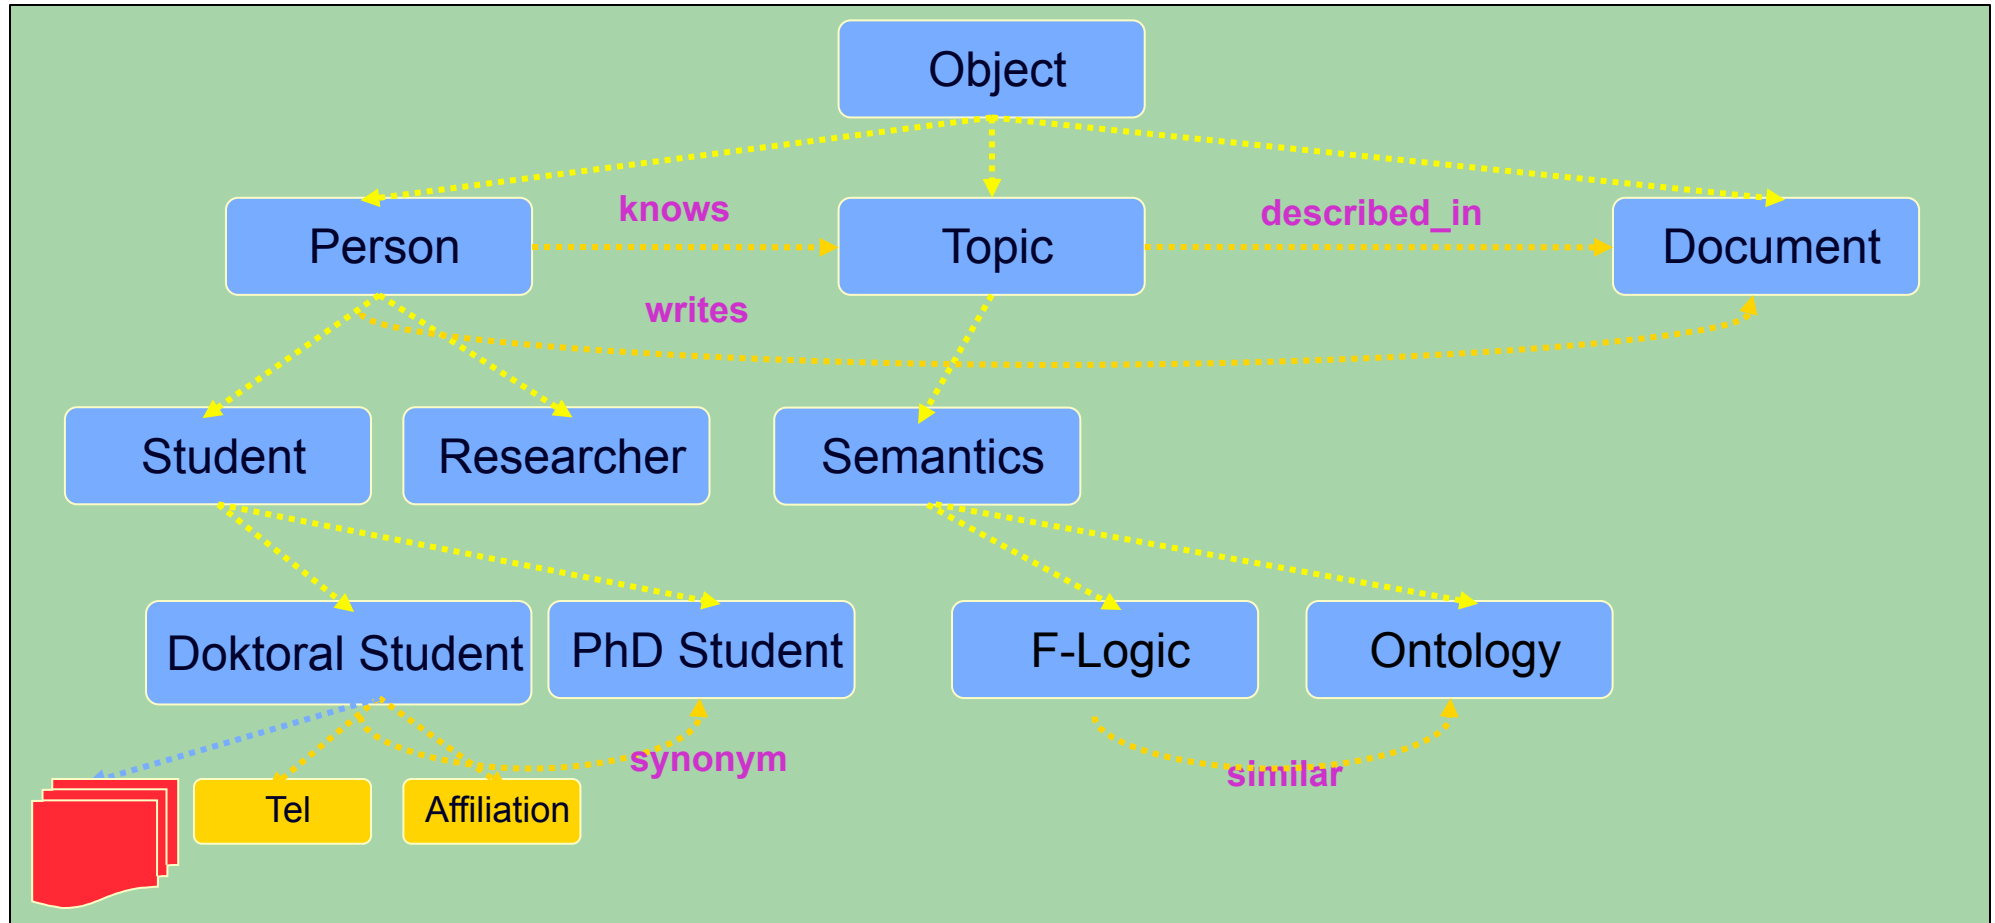 Object
knows
described_in
Person
Topic
Document
writes
Student
Researcher
Semantics
Doktoral Student
PhD Student
F-Logic
Ontology
synonym
similar
Tel
Affiliation